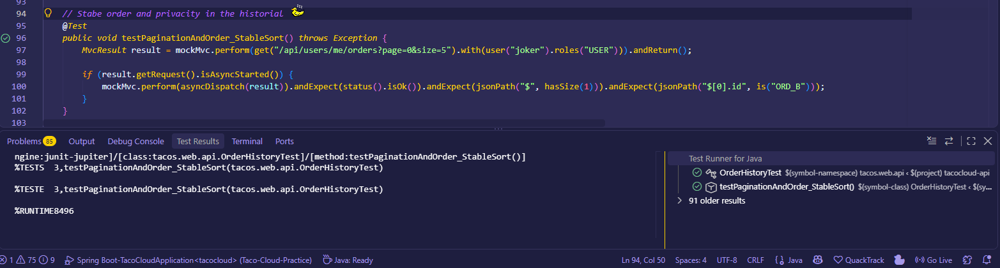 93
94 // Stabe order and privacity in the historial zzz
95 @Test
96 public void testPaginationAndOrder_StableSort() throws Exception {
97 MvcResult result = mockMvc.perform(get("/api/users/me/orders?page=0&size=5").with(user("joker").roles("USER"))).andReturn();
98
99 if (result.getRequest().isAsyncStarted()) {
100 mockMvc.perform(asyncDispatch(result)).andExpect(status().isOk()).andExpect(jsonPath("$", hasSize(1))).andExpect(jsonPath("$[0].id", is("ORD_B")));
101 }
102 }
103
Problems 85 Output Debug Console Test Results Terminal Ports
ngine:junit-jupiter]/[class:tacos.web.api.OrderHistoryTest]/[method:testPaginationAndOrder_StableSort()]
%TESTS 3,testPaginationAndOrder_StableSort(tacos.web.api.OrderHistoryTest)
%TESTE 3,testPaginationAndOrder_StableSort(tacos.web.api.OrderHistoryTest)
%RUNTIME8496
Test Runner for Java
OrderHistoryTest $(symbol-namespace) tacos.web.api < $(project) tacocloud-api
testPaginationAndOrder_StableSort() $(symbol-class) OrderHistoryTest < $(sy...
91 older results
1 75 9 Spring Boot-TacoCloudApplication<tacocloud> (Taco-Cloud-Practice) Java: Ready Ln 94, Col 50 Spaces: 4 UTF-8 CRLF Java QuackTrack Go Live